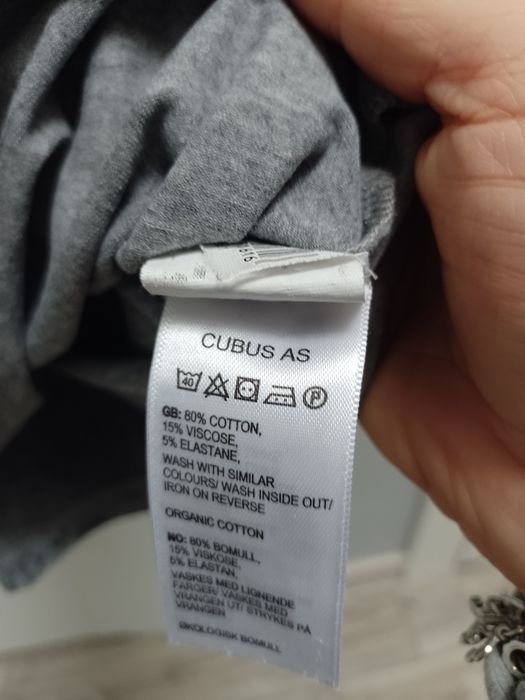 616
CUBUS AS
40 P
GB: 80% COTTON,
15% VISCOSE,
5% ELASTANE,
WASH WITH SIMILAR
COLOURS/ WASH INSIDE OUT/
IRON ON REVERSE
ORGANIC COTTON
NO: 80% BOMULL,
15% VISKOSE,
5% ELASTAN,
VASKES MED LIGNENDE
FARGER/ VASKES MED
VRANGEN UT/ STRYKES PÅ
VRANGEN
ØKOLOGISK BOMULL